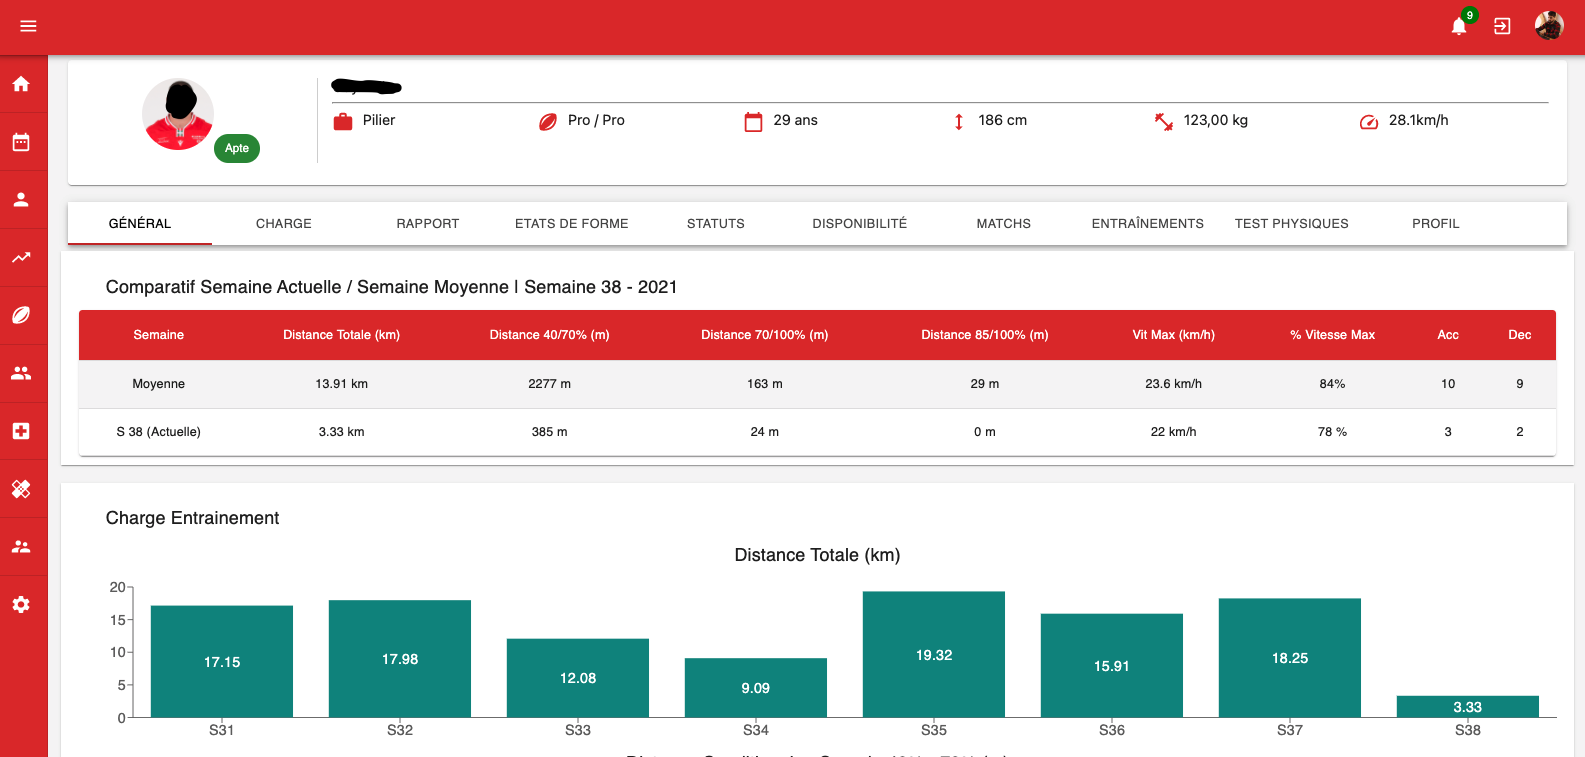 9
Apte
Pilier
Pro / Pro
29 ans
186 cm
123,00 kg
28.1km/h
GÉNÉRAL CHARGE RAPPORT ETATS DE FORME STATUTS DISPONIBILITÉ MATCHS ENTRAÎNEMENTS TEST PHYSIQUES PROFIL
Comparatif Semaine Actuelle / Semaine Moyenne | Semaine 38 - 2021
Semaine Distance Totale (km) Distance 40/70% (m) Distance 70/100% (m) Distance 85/100% (m) Vit Max (km/h) % Vitesse Max Acc Dec
Moyenne 13.91 km 2277 m 163 m 29 m 23.6 km/h 84% 10 9
S 38 (Actuelle) 3.33 km 385 m 24 m 0 m 22 km/h 78 % 3 2
Charge Entrainement
Distance Totale (km)
20
15
10
5
0
17.15 17.98 12.08 9.09 19.32 15.91 18.25 3.33
S31 S32 S33 S34 S35 S36 S37 S38